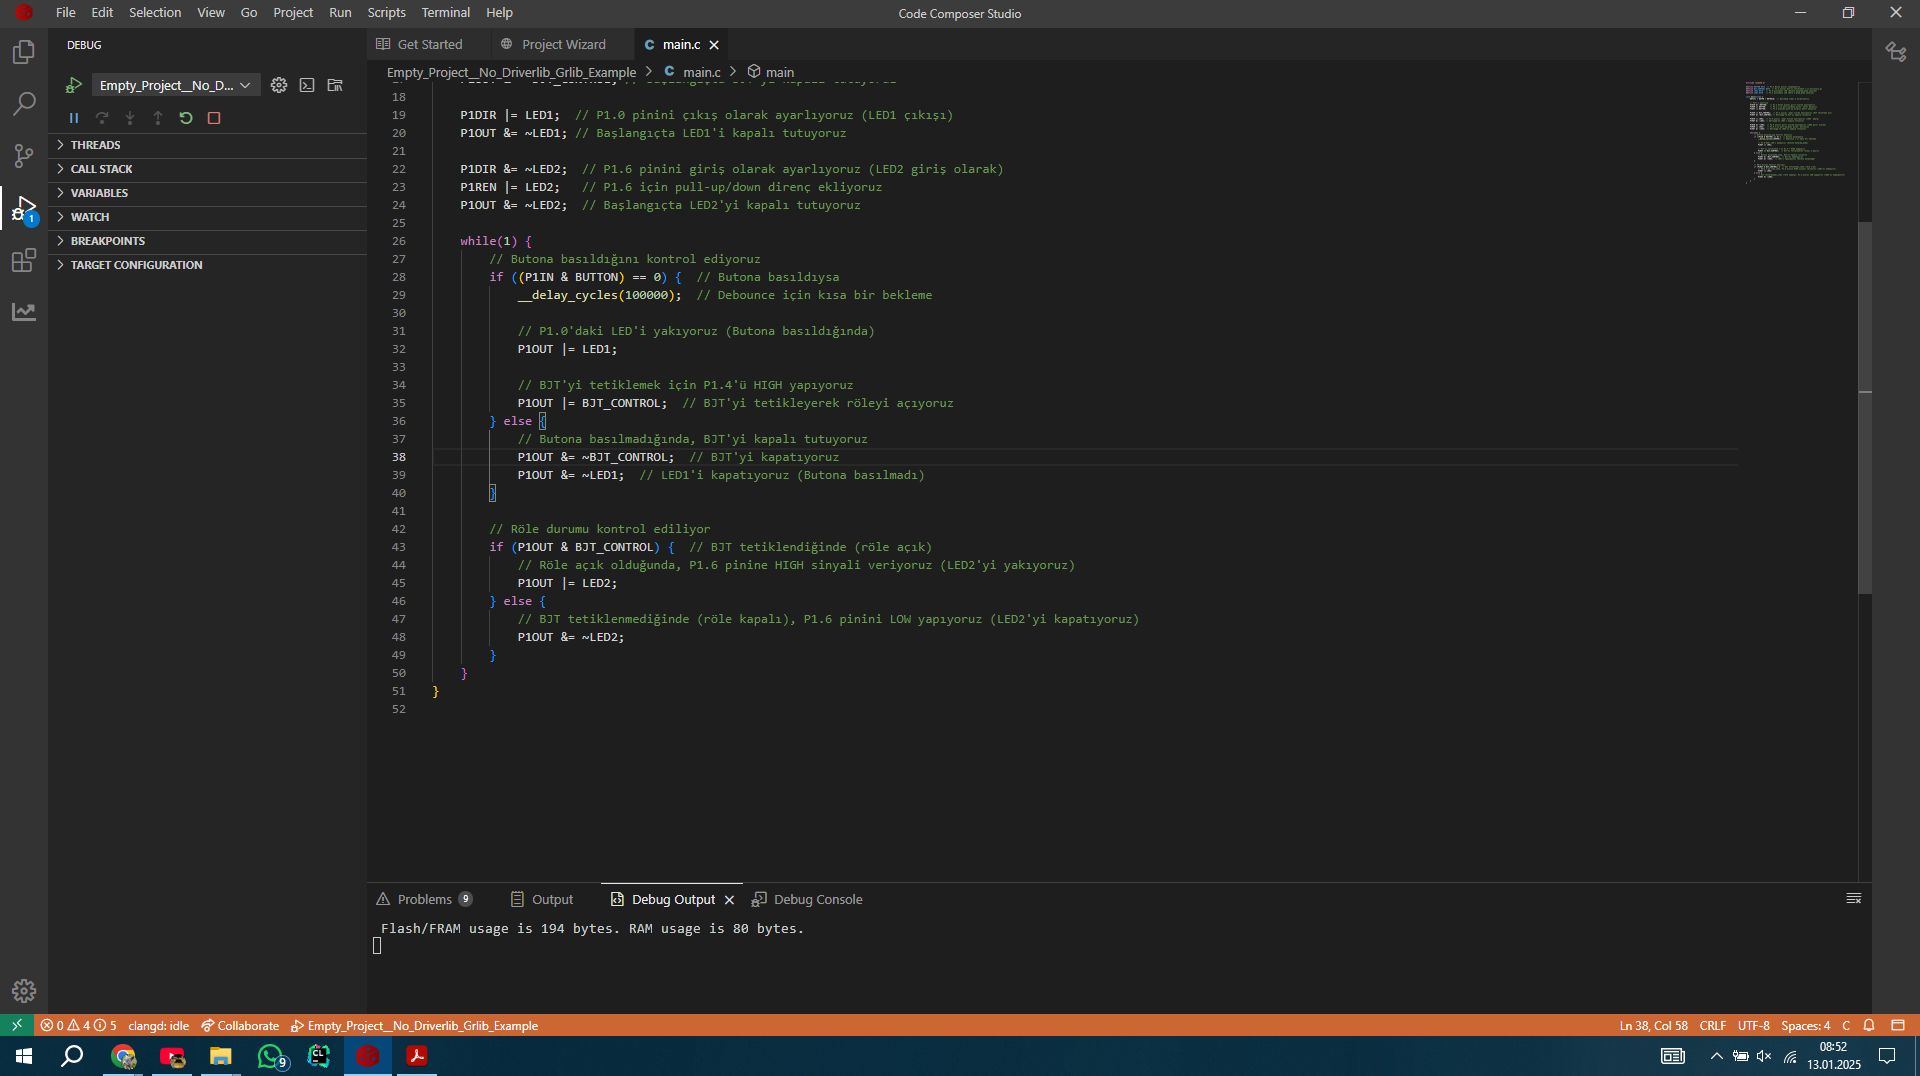 File Edit Selection View Go Project Run Scripts Terminal Help
Code Composer Studio
DEBUG
Get Started
Project Wizard
C main.c
Empty_Project__No_D...
Empty_Project__No_Driverlib_Grlib_Example > C main.c > main
THREADS
CALL STACK
VARIABLES
WATCH
BREAKPOINTS
TARGET CONFIGURATION
18
19 P1DIR |= LED1;  // P1.0 pinini çıkış olarak ayarlıyoruz (LED1 çıkışı)
20 P1OUT &= ~LED1; // Başlangıçta LED1'i kapalı tutuyoruz
21
22 P1DIR &= ~LED2;  // P1.6 pinini giriş olarak ayarlıyoruz (LED2 giriş olarak)
23 P1REN |= LED2;   // P1.6 için pull-up/down direnç ekliyoruz
24 P1OUT &= ~LED2;  // Başlangıçta LED2'yi kapalı tutuyoruz
25
26 while(1) {
27 // Butona basıldığını kontrol ediyoruz
28 if ((P1IN & BUTTON) == 0) {  // Butona basıldıysa
29 __delay_cycles(100000);  // Debounce için kısa bir bekleme
30
31 // P1.0'daki LED'i yakıyoruz (Butona basıldığında)
32 P1OUT |= LED1;
33
34 // BJT'yi tetiklemek için P1.4'ü HIGH yapıyoruz
35 P1OUT |= BJT_CONTROL;  // BJT'yi tetikleyerek röleyi açıyoruz
36 } else {
37 // Butona basılmadığında, BJT'yi kapalı tutuyoruz
38 P1OUT &= ~BJT_CONTROL;  // BJT'yi kapatıyoruz
39 P1OUT &= ~LED1;  // LED1'i kapatıyoruz (Butona basılmadı)
40 }
41
42 // Röle durumu kontrol ediliyor
43 if (P1OUT & BJT_CONTROL) {  // BJT tetiklendiğinde (röle açık)
44 // Röle açık olduğunda, P1.6 pinine HIGH sinyali veriyoruz (LED2'yi yakıyoruz)
45 P1OUT |= LED2;
46 } else {
47 // BJT tetiklenmediğinde (röle kapalı), P1.6 pinini LOW yapıyoruz (LED2'yi kapatıyoruz)
48 P1OUT &= ~LED2;
49 }
50 }
51 }
52
Problems 9 Output Debug Output Debug Console
Flash/FRAM usage is 194 bytes. RAM usage is 80 bytes.
0 4 5 clangd: idle Collaborate Empty_Project__No_Driverlib_Grlib_Example
Ln 38, Col 58 CRLF UTF-8 Spaces: 4 C
1
9
CL
08:52
13.01.2025